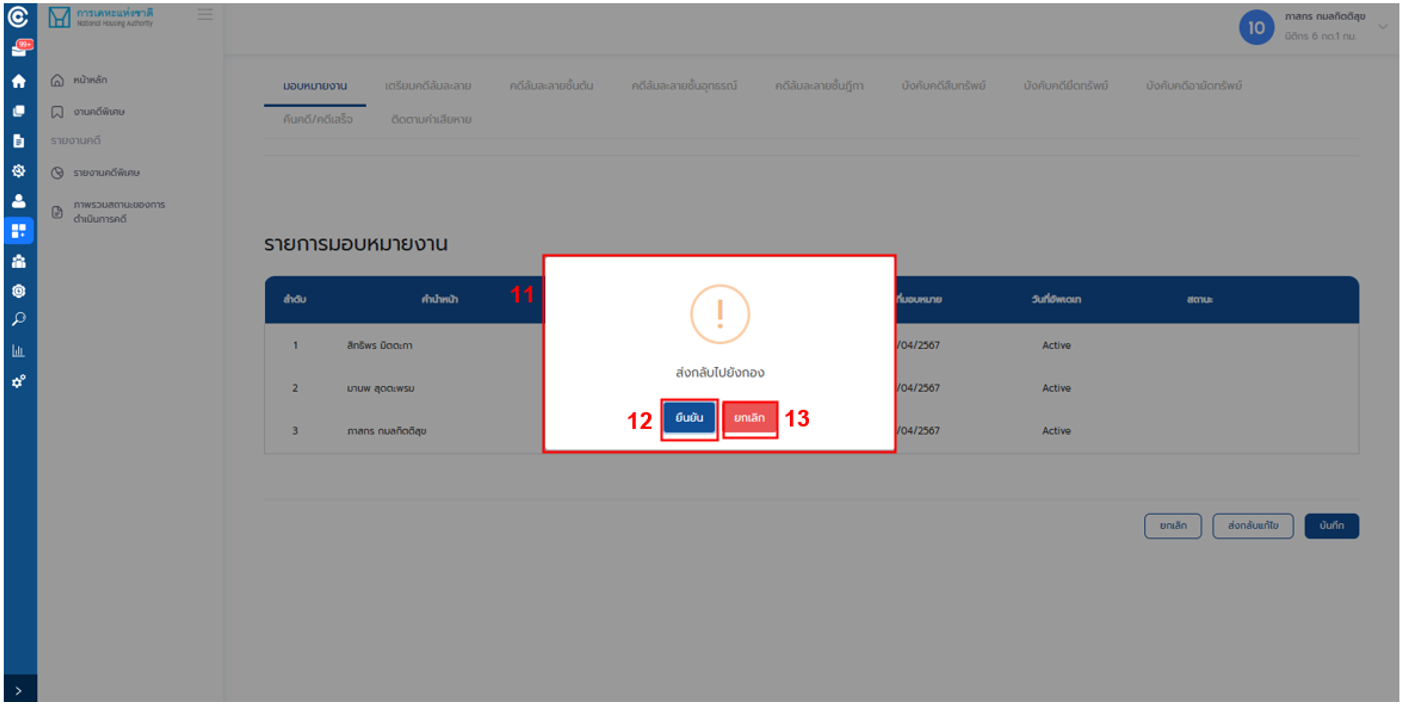 การเคหะแห่งชาติ
National Housing Authority
99+
10
ภาสกร กมลกิตติสุข
นิติกร 6 กต.1 กม.
หน้าหลัก
งานคดีพิเศษ
รายงานคดี
รายงานคดีพิเศษ
ภาพรวมสถานะของการ
ดำเนินการคดี
มอบหมายงาน เตรียมคดีล้มละลาย คดีล้มละลายชั้นต้น คดีล้มละลายชั้นอุทธรณ์ คดีล้มละลายชั้นฎีกา บังคับคดีสืบทรัพย์ บังคับคดียึดทรัพย์ บังคับคดีอายัดทรัพย์
คืนคดี/คดีเสร็จ ติดตามค่าเสียหาย
รายการมอบหมายงาน
ลำดับ คำนำหน้า 11 ที่มอบหมาย วันที่อัพเดเท สถานะ
1 สิทธิพร มิตตะกา /04/2567 Active
2 มานพ สุดตะพรม /04/2567 Active
3 ภาสกร กมลกิตติสุข /04/2567 Active
!
ส่งกลับไปยังกอง
12 ยืนยัน ยกเลิก 13
ยกเลิก ส่งกลับแก้ไข บันทึก